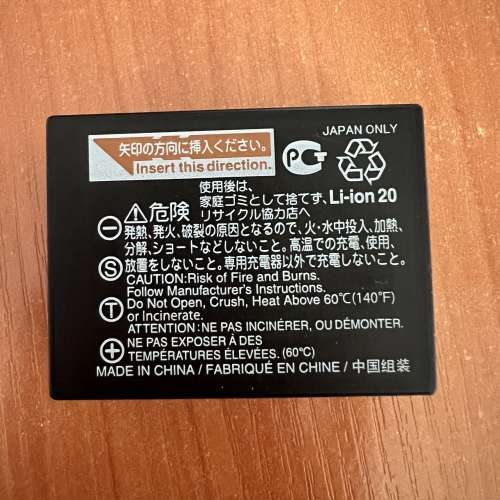 JAPAN ONLY
矢印の方向に挿入ください。
Insert this direction.
PCT
使用後は、
家庭ゴミとして捨てず、Li-ion 20
リサイクル協力店へ
⚠危険
− 発熱、発火、破裂の原因となるので、火・水中投入、加熱、
分解、ショートなどしないこと。高温での充電、使用、
S 放置をしないこと。専用充電器以外で充電しないこと。
CAUTION:Risk of Fire and Burns.
Follow Manufacturer's Instructions.
T Do Not Open, Crush, Heat Above 60℃(140℉)
or Incinerate.
ATTENTION : NE PAS INCINÉRER, OU DÉMONTER.
+ NE PAS EXPOSER À DES
TEMPÉRATURES ÉLEVÉES. (60℃)
MADE IN CHINA / FABRIQUÉ EN CHINE / 中国组装